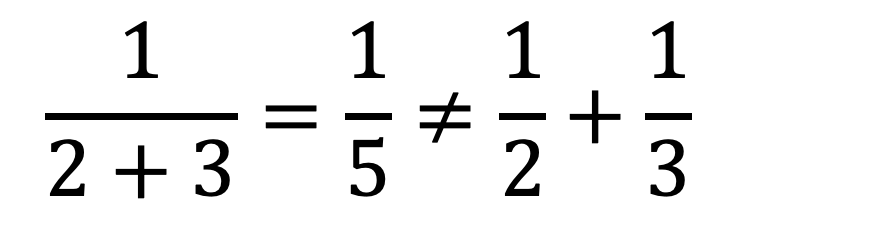 1/(2 + 3) = 1/5 ≠ 1/2 + 1/3